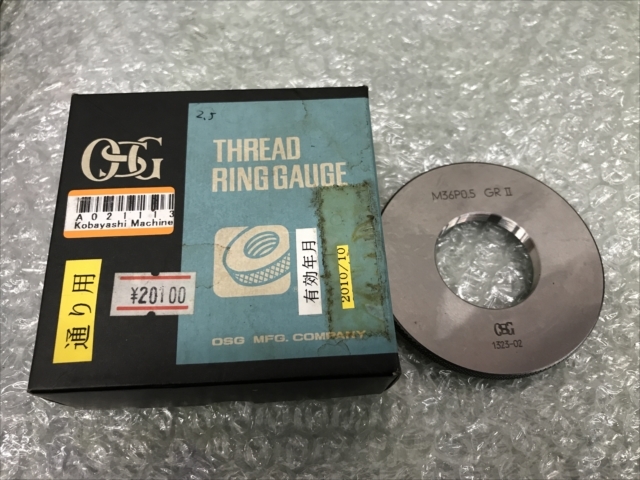 2.5
OSG
THREAD
RING GAUGE
A021113
Kobayashi Machine
¥20100
通り用
有効年月
2010/10
OSG MFG. COMPANY
M36P0.5 GR II
OSG
1323-02